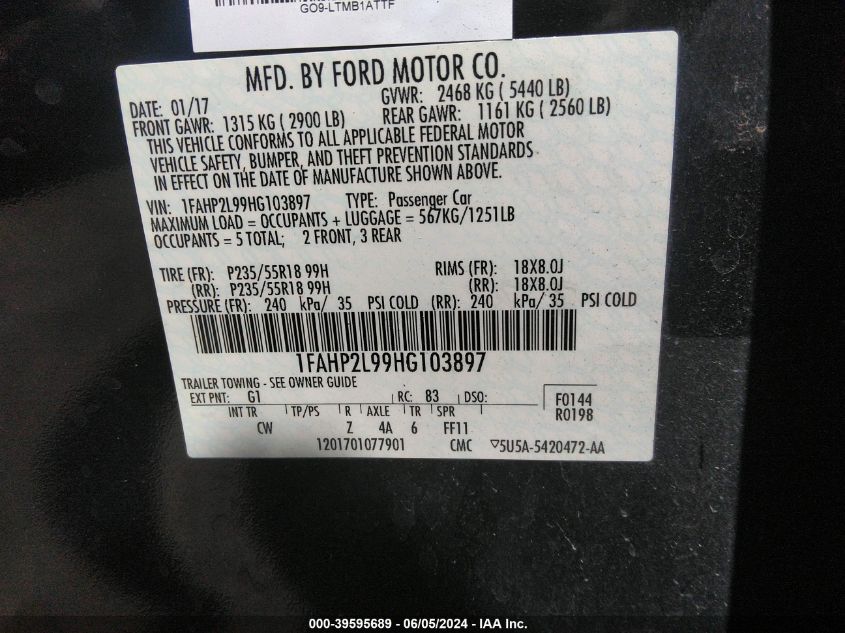 GO9-LTMB1ATTF
MFD. BY FORD MOTOR CO.
DATE: 01/17 GVWR: 2468 KG ( 5440 LB)
FRONT GAWR: 1315 KG ( 2900 LB) REAR GAWR: 1161 KG ( 2560 LB)
THIS VEHICLE CONFORMS TO ALL APPLICABLE FEDERAL MOTOR
VEHICLE SAFETY, BUMPER, AND THEFT PREVENTION STANDARDS
IN EFFECT ON THE DATE OF MANUFACTURE SHOWN ABOVE.
VIN: 1FAHP2L99HG103897 TYPE: Passenger Car
MAXIMUM LOAD = OCCUPANTS + LUGGAGE = 567KG/1251LB
OCCUPANTS = 5 TOTAL; 2 FRONT, 3 REAR
TIRE (FR): P235/55R18 99H RIMS (FR): 18X8.0J
(RR): P235/55R18 99H (RR): 18X8.0J
PRESSURE (FR): 240 kPa/ 35 PSI COLD (RR): 240 kPa/ 35 PSI COLD
1FAHP2L99HG103897
TRAILER TOWING - SEE OWNER GUIDE
EXT PNT: G1 RC: 83 DSO: F0144
INT TR TP/PS R AXLE TR SPR R0198
CW Z 4A 6 FF11
1201701077901 CMC 5U5A-5420472-AA
000-39595689 - 06/05/2024 - IAA Inc.